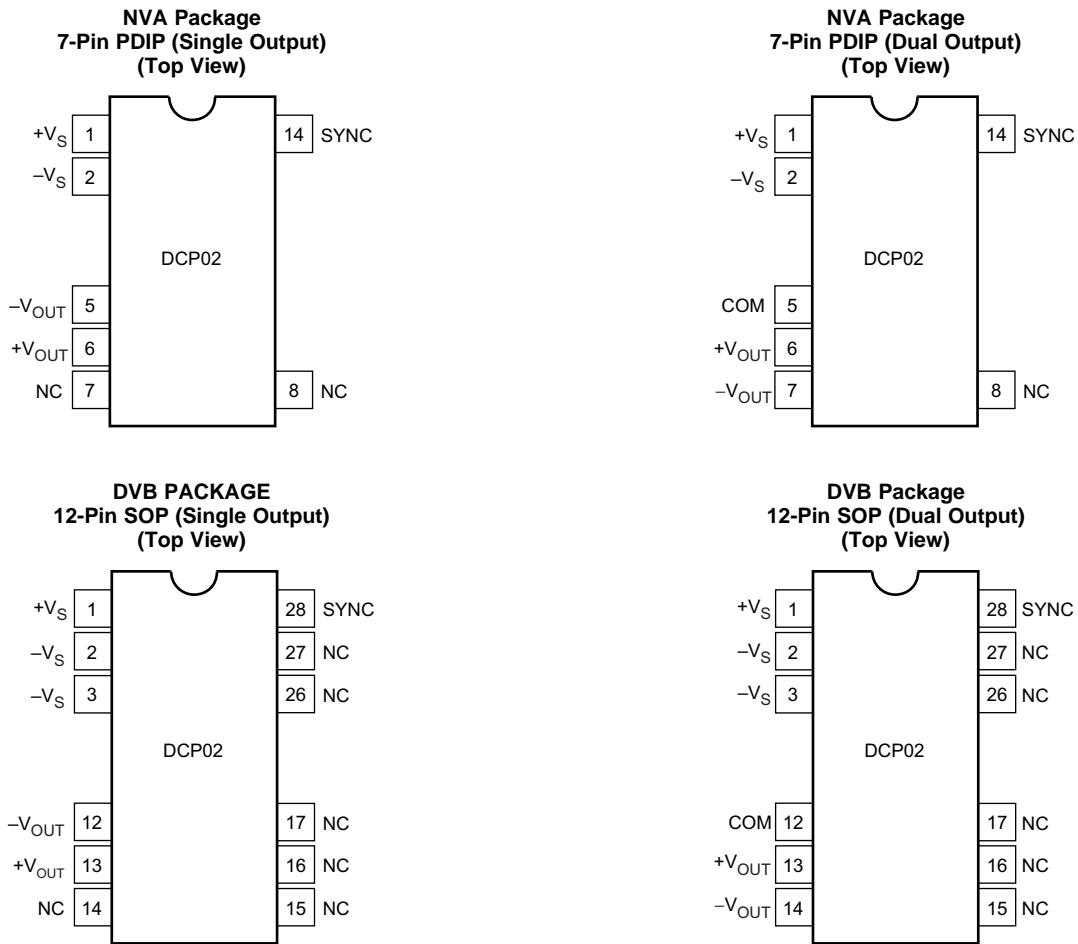 NVA Package
7-Pin PDIP (Single Output)
(Top View)
+VS 1
14 SYNC
–VS 2
DCP02
–VOUT 5
+VOUT 6
NC 7
8 NC
NVA Package
7-Pin PDIP (Dual Output)
(Top View)
+VS 1
14 SYNC
–VS 2
DCP02
COM 5
+VOUT 6
–VOUT 7
8 NC
DVB PACKAGE
12-Pin SOP (Single Output)
(Top View)
+VS 1
28 SYNC
–VS 2
27 NC
–VS 3
26 NC
DCP02
–VOUT 12
17 NC
+VOUT 13
16 NC
NC 14
15 NC
DVB Package
12-Pin SOP (Dual Output)
(Top View)
+VS 1
28 SYNC
–VS 2
27 NC
–VS 3
26 NC
DCP02
COM 12
17 NC
+VOUT 13
16 NC
–VOUT 14
15 NC